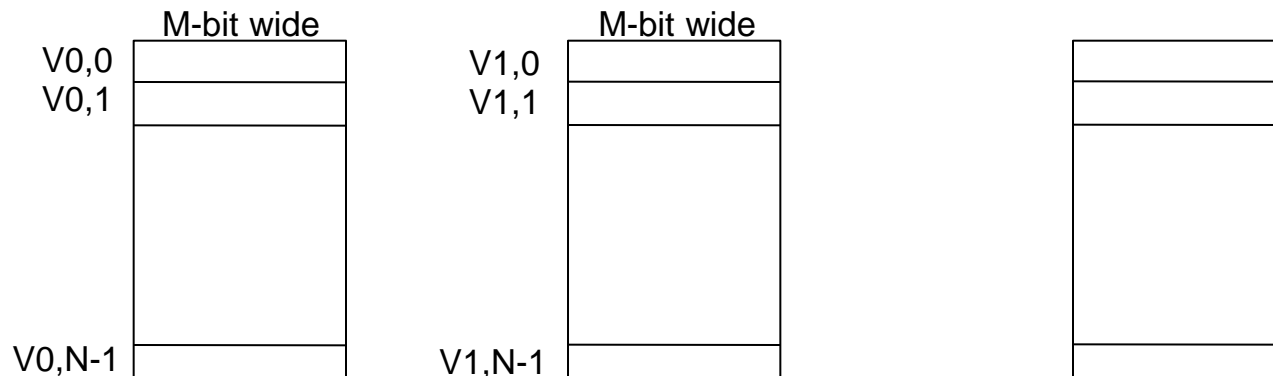 M-bit wide
M-bit wide
V0,0
V1,0
V0,1
V1,1
V0,N-1
V1,N-1